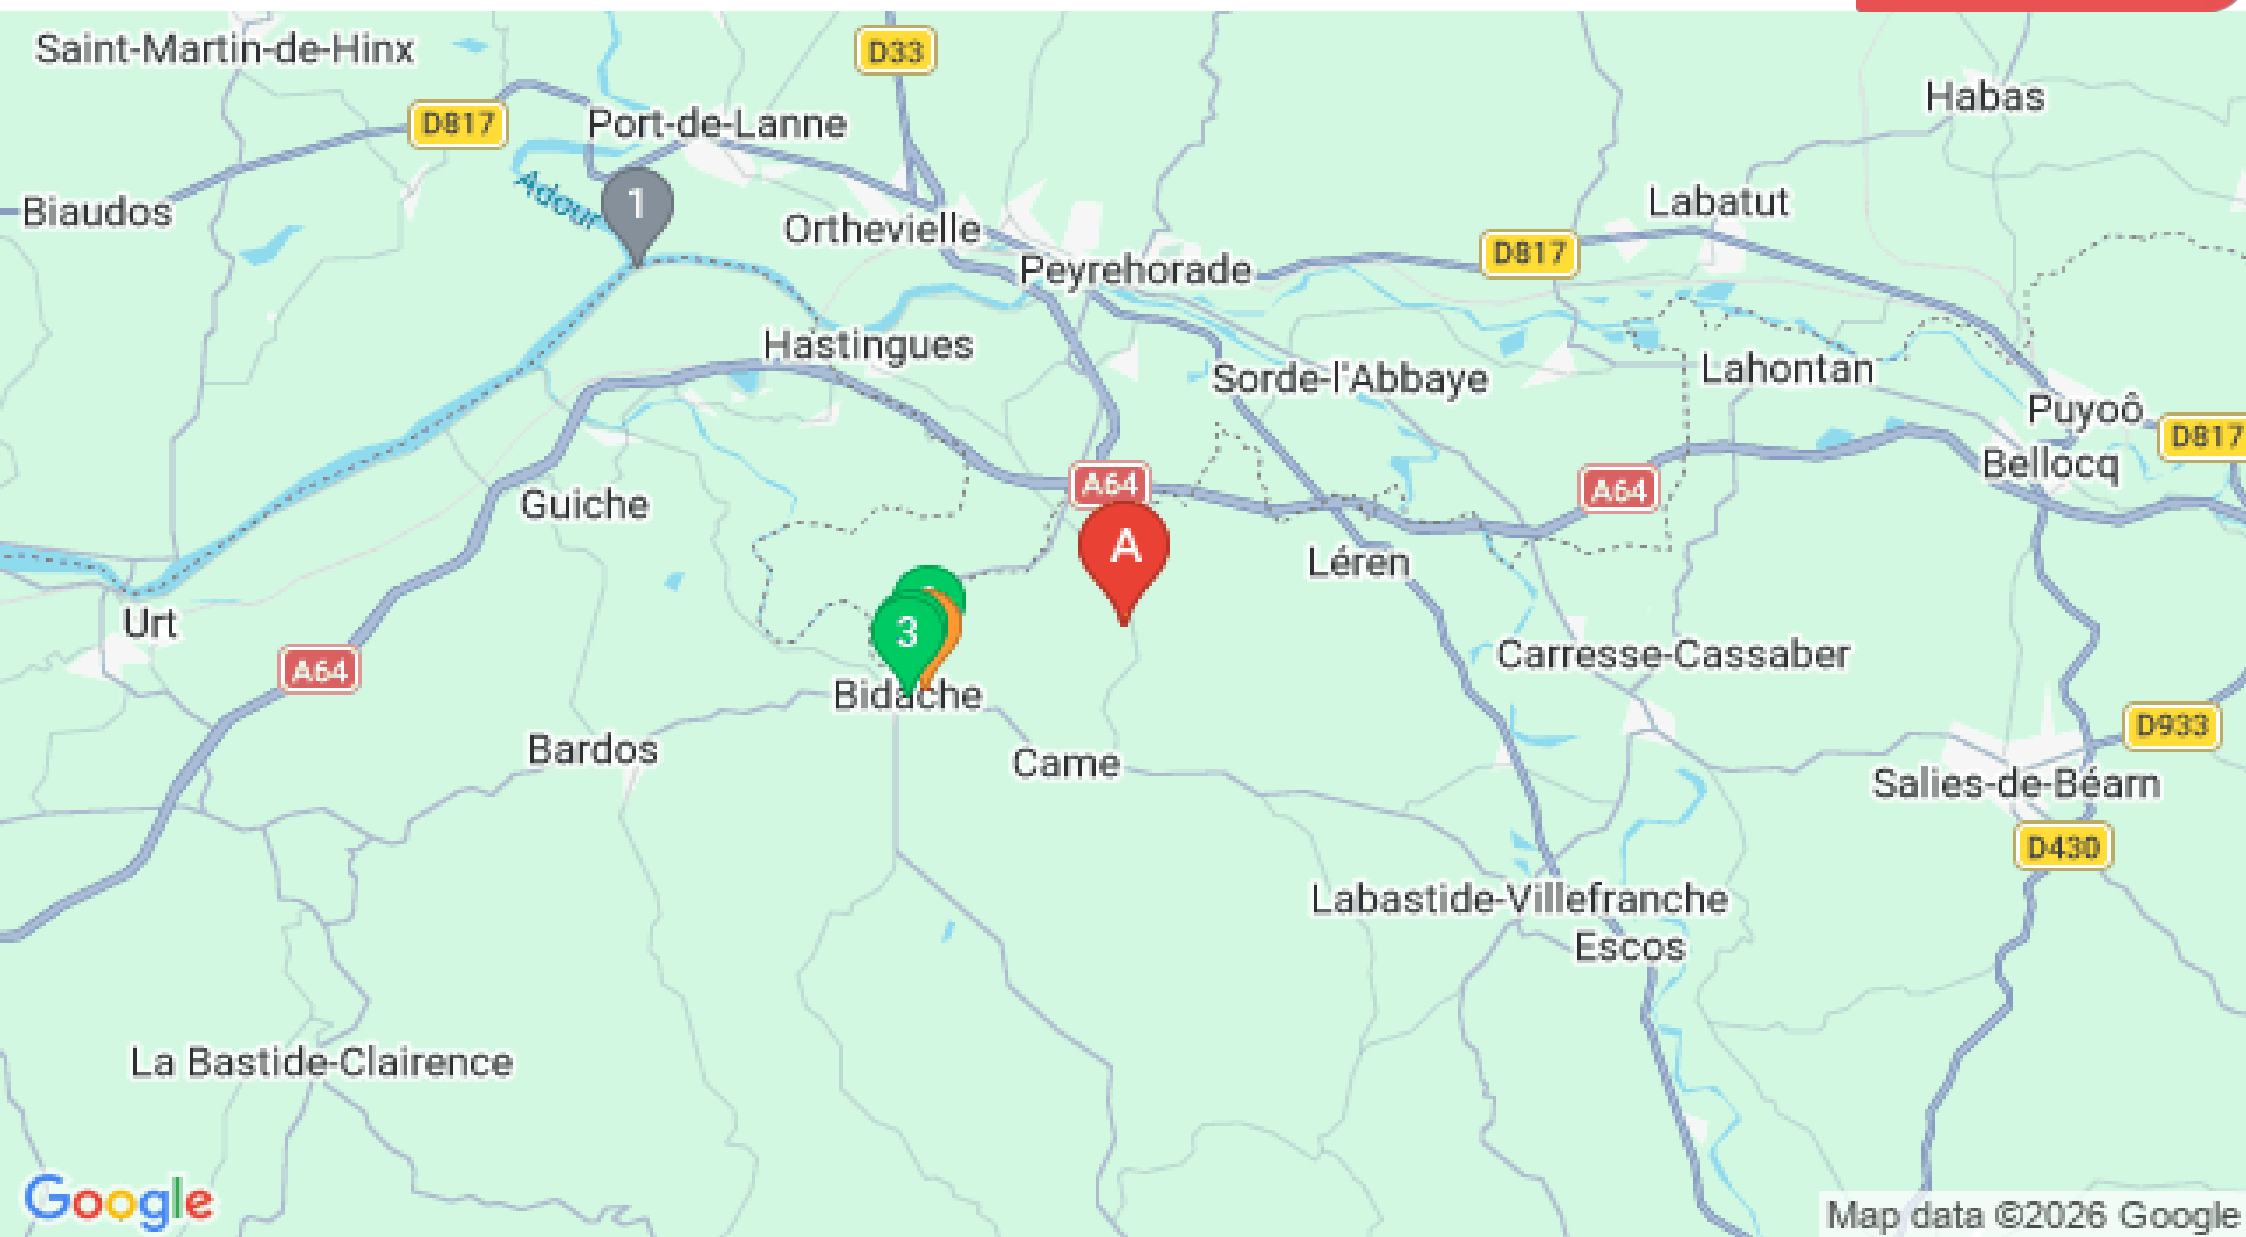 Saint-Martin-de-Hinx
D33
Habas
D817
Port-de-Lanne
Adour
1
Biaudos
Labatut
Orthevielle
D817
Peyrehorade
Hastingues
Sorde-l'Abbaye
Lahontan
Puyoô
D817
Bellocq
A64
A64
Guiche
A
Léren
Urt
3
A64
Carresse-Cassaber
Bidache
D933
Bardos
Came
Salies-de-Béarn
D430
Labastide-Villefranche
Escos
La Bastide-Clairence
Google
Map data ©2026 Google